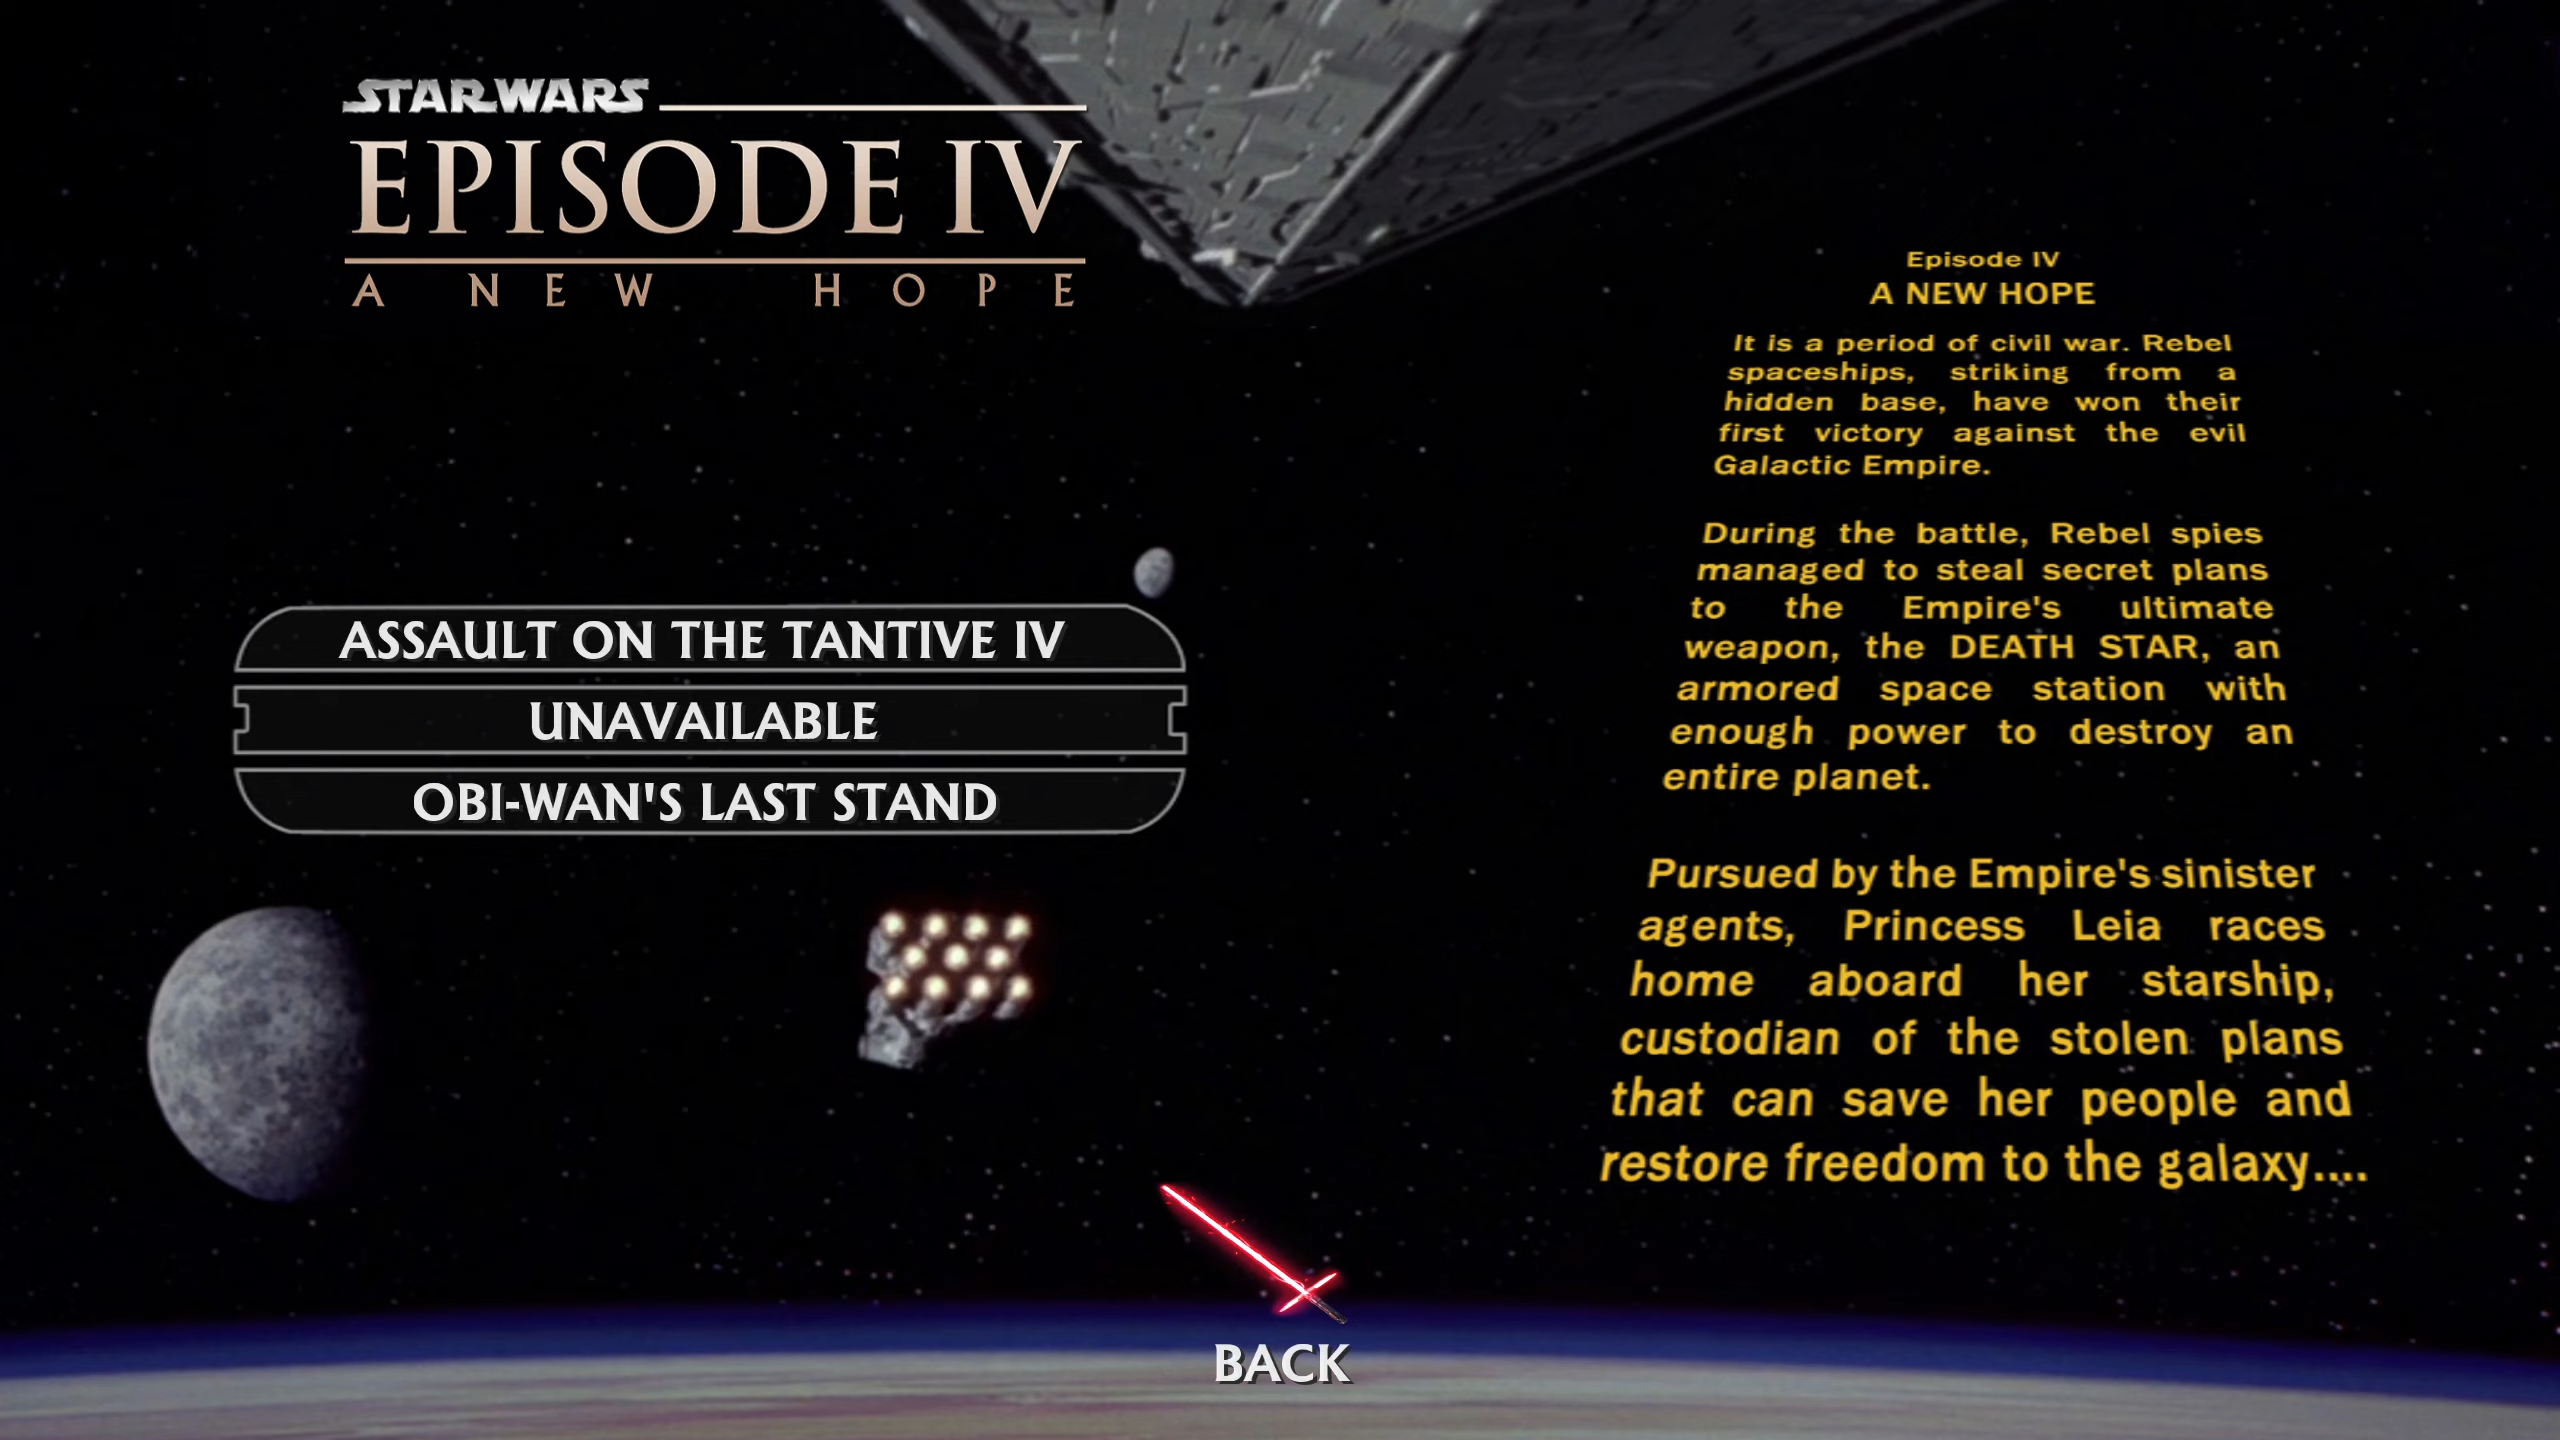 STAR WARS
EPISODE IV
A NEW HOPE
ASSAULT ON THE TANTIVE IV
UNAVAILABLE
OBI-WAN'S LAST STAND
Episode IV
A NEW HOPE
It is a period of civil war. Rebel
spaceships, striking from a
hidden base, have won their
first victory against the evil
Galactic Empire.
During the battle, Rebel spies
managed to steal secret plans
to the Empire's ultimate
weapon, the DEATH STAR, an
armored space station with
enough power to destroy an
entire planet.
Pursued by the Empire's sinister
agents, Princess Leia races
home aboard her starship,
custodian of the stolen plans
that can save her people and
restore freedom to the galaxy....
BACK